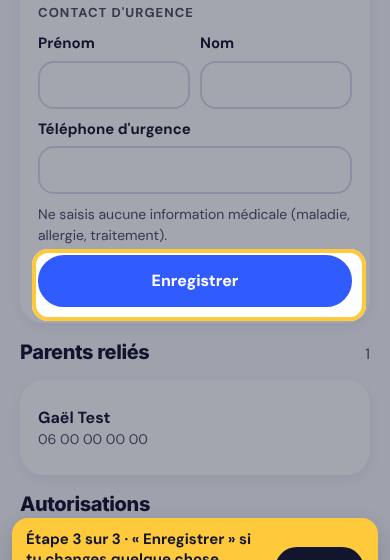 CONTACT D'URGENCE
Prénom
Nom
Téléphone d'urgence
Ne saisis aucune information médicale (maladie,
allergie, traitement).
Enregistrer
Parents reliés
1
Gaël Test
06 00 00 00 00
Autorisations
Étape 3 sur 3 · « Enregistrer » si
tu changes quelque chose